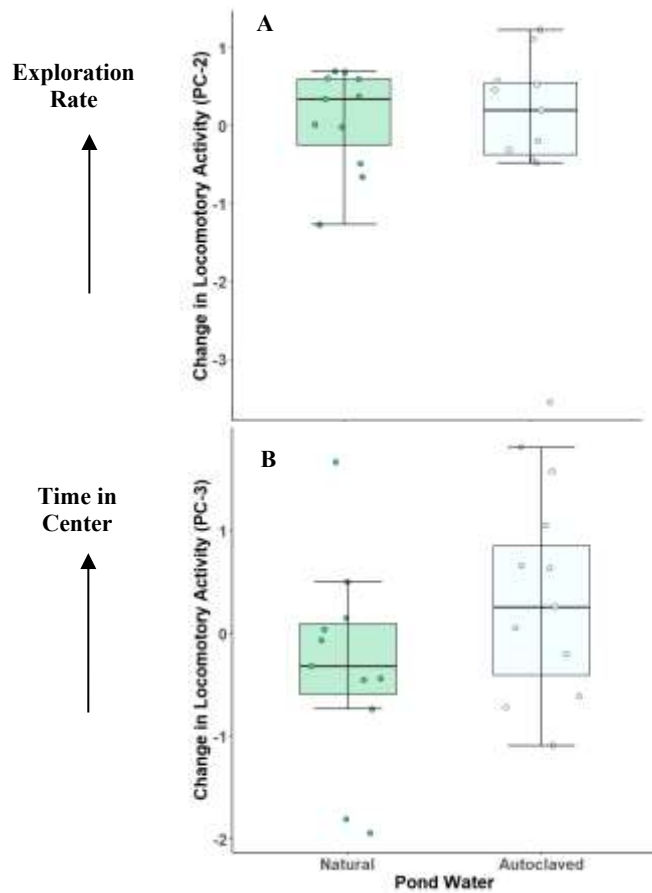 A
Exploration
Rate
Change in Locomotory Activity (PC-2)
1
0
-1
-2
-3
B
Time in
Center
Change in Locomotory Activity (PC-3)
1
0
-1
-2
Natural
Autoclaved
Pond Water